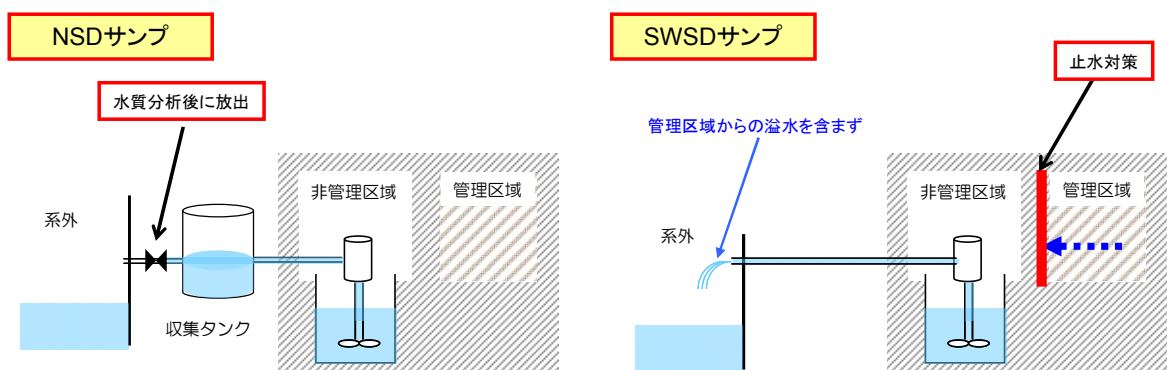 NSDサンプ
水質分析後に放出
系外
収集タンク
非管理区域
管理区域
SWSDサンプ
止水対策
管理区域からの溢水を含まず
系外
非管理区域
管理区域